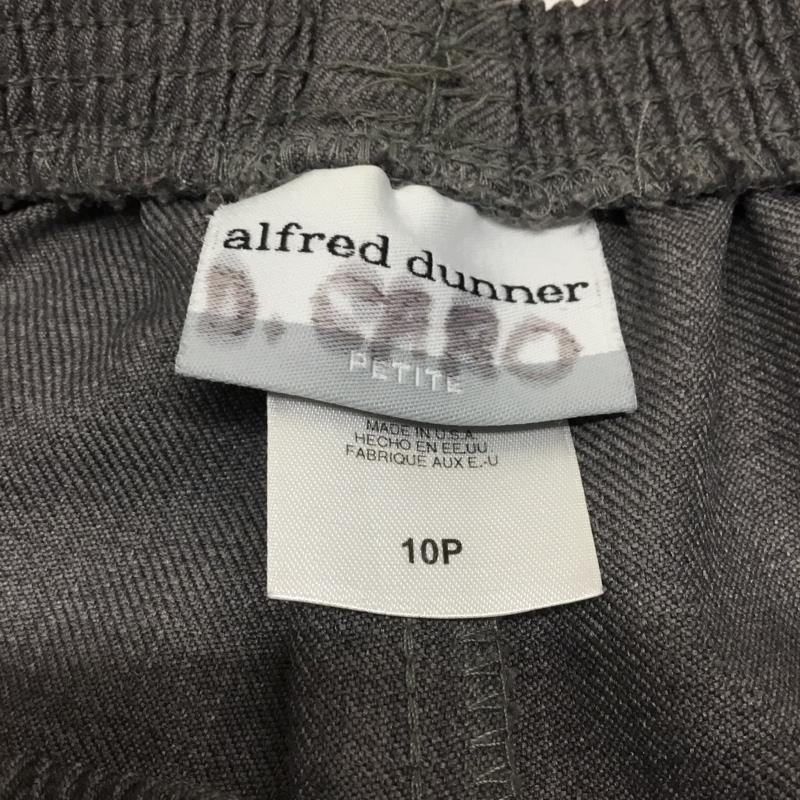 alfred dunner
D. CARO
PETITE
MADE IN U.S.A.
HECHO EN EE.UU
FABRIQUE AUX E.-U
10P